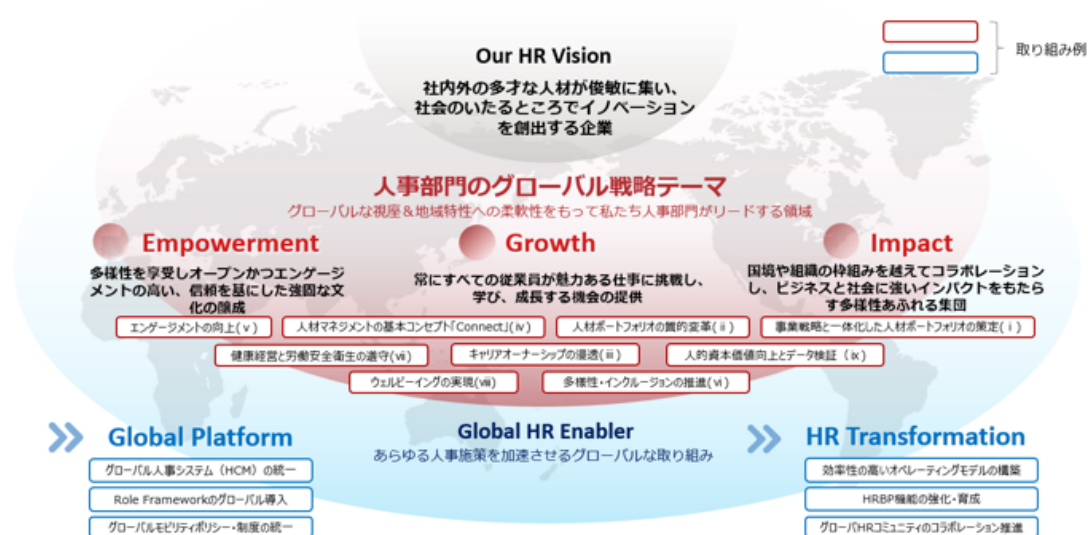 Our HR Vision
社内外の多才な人材が俊敏に集い、
社会のいたるところでイノベーション
を創出する企業
取り組み例
人事部門のグローバル戦略テーマ
グローバルな視座&地域特性への柔軟性をもって私たち人事部門がリードする領域
Empowerment
多様性を享受しオープンかつエンゲージ
メントの高い、信頼を基にした強固な文
化の醸成
Growth
常にすべての従業員が魅力ある仕事に挑戦し、
学び、成長する機会の提供
Impact
国境や組織の枠組みを越えてコラボレーション
し、ビジネスと社会に強いインパクトをもたら
す多様性あふれる集団
エンゲージメントの向上(ⅴ)
人材マネジメントの基本コンセプト「Connect」(ⅳ)
人材ポートフォリオの質的変革(ⅱ)
事業戦略と一体化した人材ポートフォリオの策定(ⅰ)
健康経営と労働安全衛生の遵守(ⅶ)
キャリアオーナーシップの浸透(ⅲ)
人的資本価値向上とデータ検証(ⅸ)
ウェルビーイングの実現(ⅷ)
多様性・インクルージョンの推進(ⅵ)
Global Platform
グローバル人事システム(HCM)の統一
Role Frameworkのグローバル導入
グローバルモビリティポリシー・制度の統一
Global HR Enabler
あらゆる人事施策を加速させるグローバルな取り組み
HR Transformation
効率性の高いオペレーティングモデルの構築
HRBP機能の強化・育成
グローバHRコミュニティのコラボレーション推進